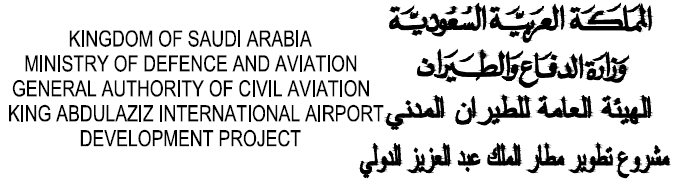 KINGDOM OF SAUDI ARABIA
MINISTRY OF DEFENCE AND AVIATION
GENERAL AUTHORITY OF CIVIL AVIATION
KING ABDULAZIZ INTERNATIONAL AIRPORT
DEVELOPMENT PROJECT
المملكة العربية السعودية
وزارة الدفاع والطيران
الهيئة العامة للطيران المدني
مشروع تطوير مطار الملك عبد العزيز الدولي